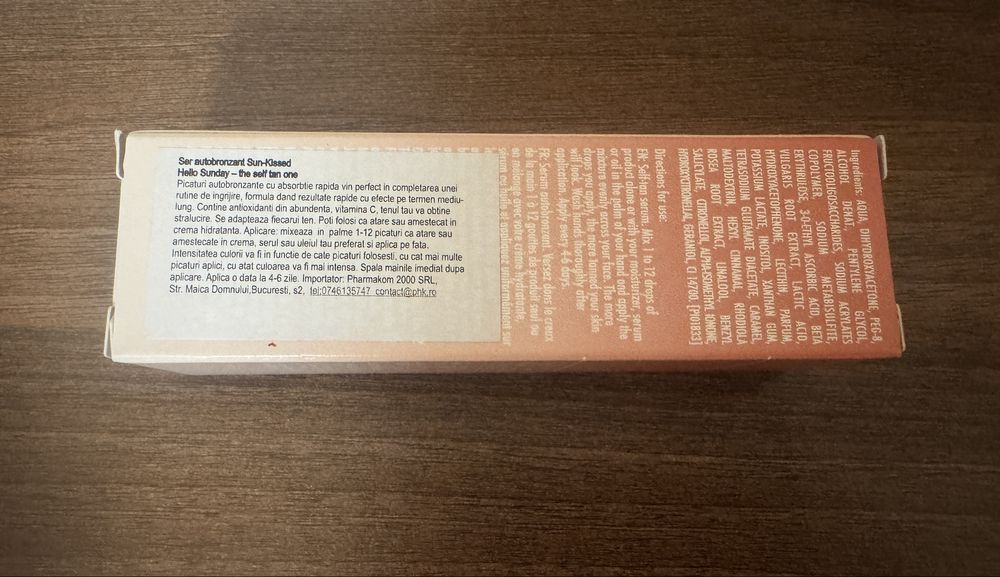 Ser autobronzant Sun-Kissed
Hello Sunday – the self tan one
Picaturi autobronzante cu absorbtie rapida vin perfect in completarea unei
rutine de ingrijire, formula dand rezultate rapide cu efecte pe termen mediu-
lung. Contine antioxidanti din abundenta, vitamina C, tenul tau va obtine
stralucire. Se adapteaza fiecarui ten. Poti folosi ca atare sau amestecat in
crema hidratanta. Aplicare: mixeaza in palme 1-12 picaturi ca atare sau
amestecate in crema, serul sau uleiul tau preferat si aplica pe fata.
Intensitatea culorii va fi in functie de cate picaturi folosesti, cu cat mai multe
picaturi aplici, cu atat culoarea va fi mai intensa. Spala mainile imediat dupa
aplicare. Aplica o data la 4-6 zile. Importator: Pharmakom 2000 SRL,
Str. Maica Domnului,Bucuresti, s2, tel:0746135747 contact@phk.ro
Ingredients: AQUA, DIHYDROXYACETONE, PEG-8,
ALCOHOL DENAT., PENTYLENE GLYCOL,
FRUCTOOLIGOSACCHARIDES, SODIUM ACRYLATES
COPOLYMER, SODIUM METABISULFITE,
ERYTHRULOSE, 3-O-ETHYL ASCORBIC ACID, BETA
VULGARIS ROOT EXTRACT, LACTIC ACID,
HYDROXYACETOPHENONE, LECITHIN, PARFUM,
POTASSIUM LACTATE, INOSITOL, XANTHAN GUM,
TETRASODIUM GLUTAMATE DIACETATE, CARAMEL,
MALTODEXTRIN, HEXYL CINNAMAL, RHODIOLA
ROSEA ROOT EXTRACT, LINALOOL, BENZYL
SALICYLATE, CITRONELLOL, ALPHA-ISOMETHYL IONONE,
HYDROXYCITRONELLAL, GERANIOL, CI 14700. [PI01B33]
Directions for use:
EN: Self-tan serum. Mix 1 to 12 drops of
product alone or with your moisturizer, serum
or oil in the palm of your hand and apply the
mixture evenly across your face. The more
drops you apply, the more tanned your skin
will look. Wash hands thoroughly after
application. Apply every 4-6 days.
FR: Sérum autobronzant. Versez dans le creux
de la main 1 à 12 gouttes de produit seul ou
en mélange avec votre crème hydratante,
sérum ou huile et appliquez uniformément sur